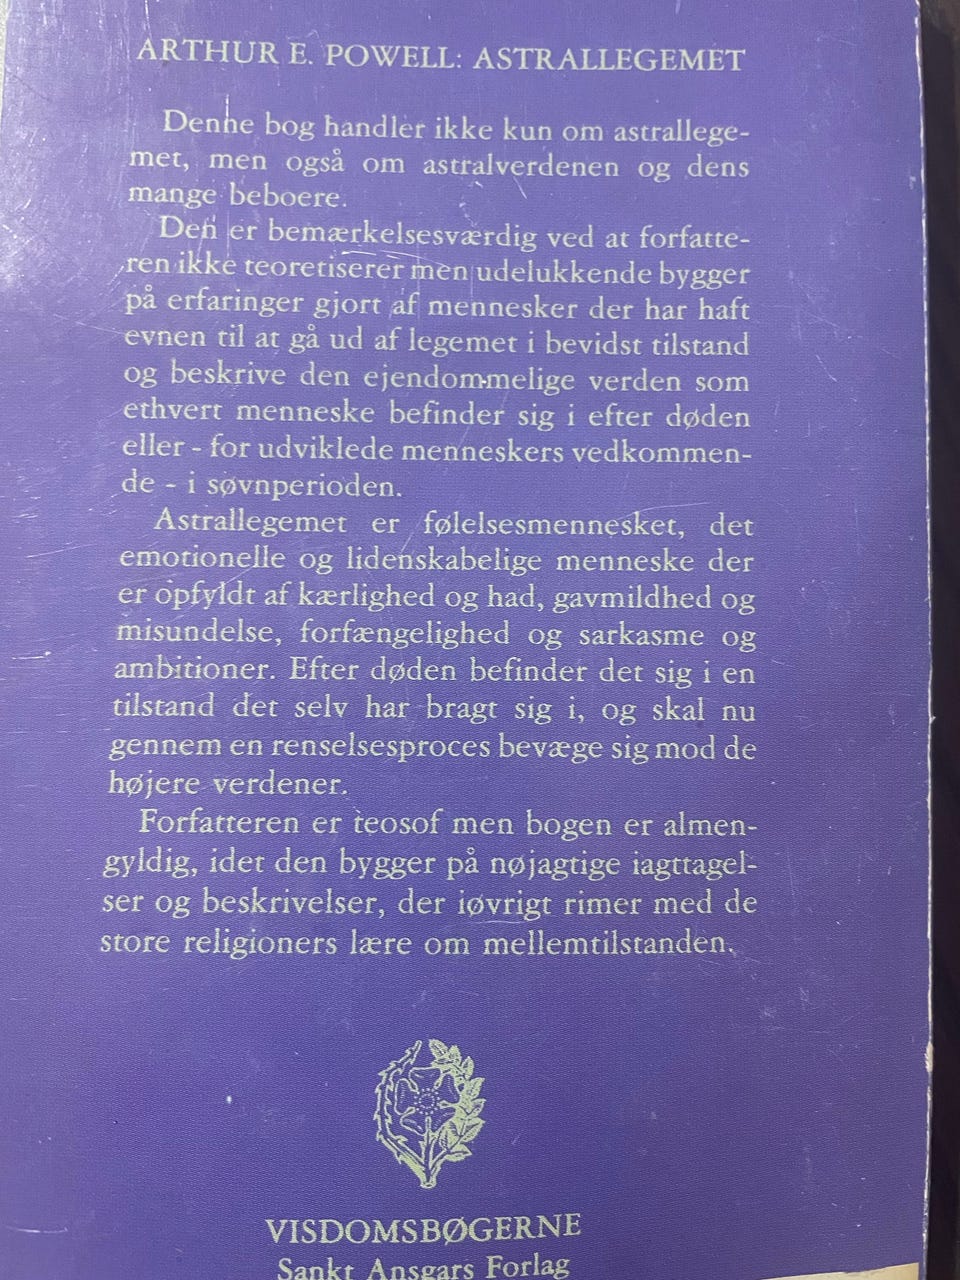 ARTHUR E. POWELL: ASTRALLEGEMET
Denne bog handler ikke kun om astrallege-
met, men også om astralverdenen og dens
mange beboere.
Den er bemærkelsesværdig ved at forfatte-
ren ikke teoretiserer men udelukkende bygger
på erfaringer gjort af mennesker der har haft
evnen til at gå ud af legemet i bevidst tilstand
og beskrive den ejendommelige verden som
ethvert menneske befinder sig i efter døden
eller - for udviklede menneskers vedkommen-
de - i søvnperioden.
Astrallegemet er følelsesmennesket, det
emotionelle og lidenskabelige menneske der
er opfyldt af kærlighed og had, gavmildhed og
misundelse, forfængelighed og sarkasme og
ambitioner. Efter døden befinder det sig i en
tilstand det selv har bragt sig i, og skal nu
gennem en renselsesproces bevæge sig mod de
højere verdener.
Forfatteren er teosof men bogen er almen-
gyldig, idet den bygger på nøjagtige iagttagel-
ser og beskrivelser, der iøvrigt rimer med de
store religioners lære om mellemtilstanden.
VISDOMSBØGERNE
Sankt Ansgars Forlag